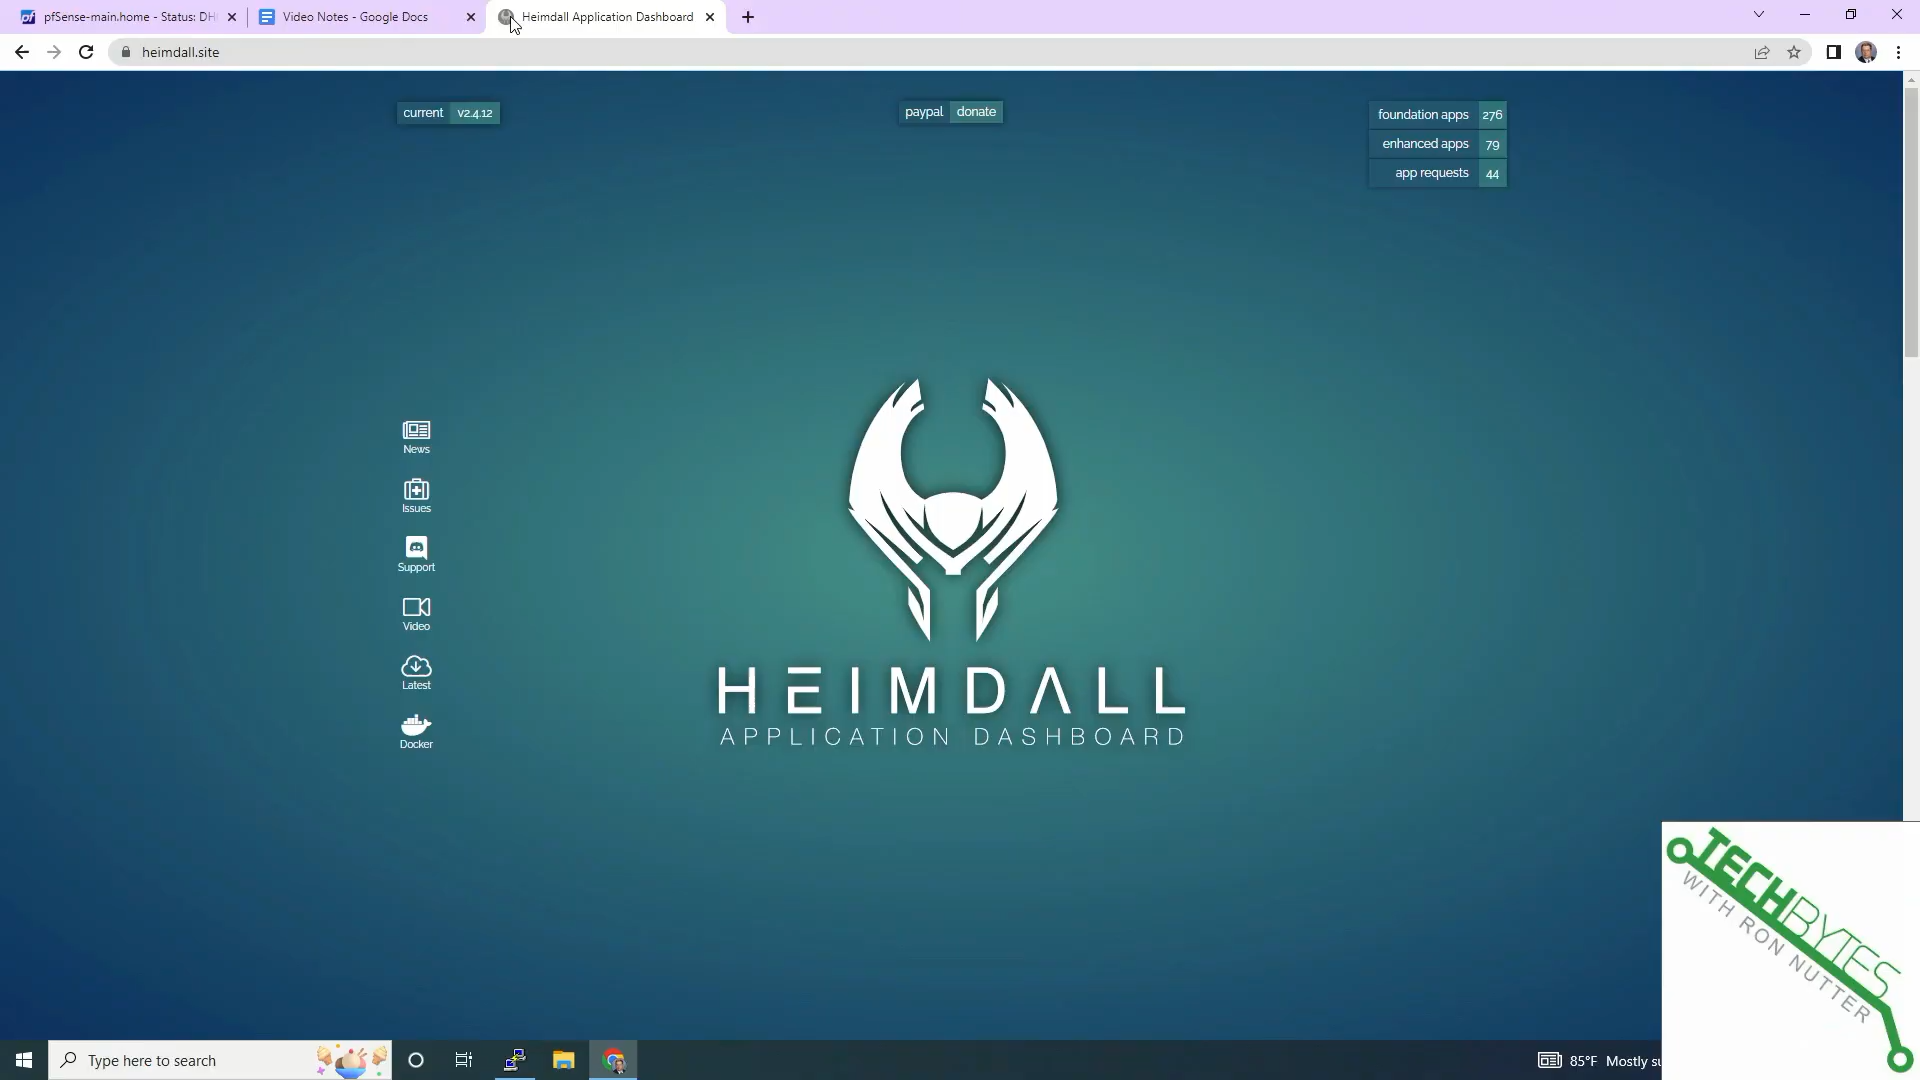 pfSense-main.home - Status: DH
Video Notes - Google Docs
Heimdall Application Dashboard
heimdall.site
current v2.4.12
paypal donate
foundation apps 276
enhanced apps 79
app requests 44
News
Issues
Support
Video
Latest
Docker
HEIMDALL
APPLICATION DASHBOARD
TECHBYTES
WITH RON NUTTER
Type here to search
85°F Mostly su